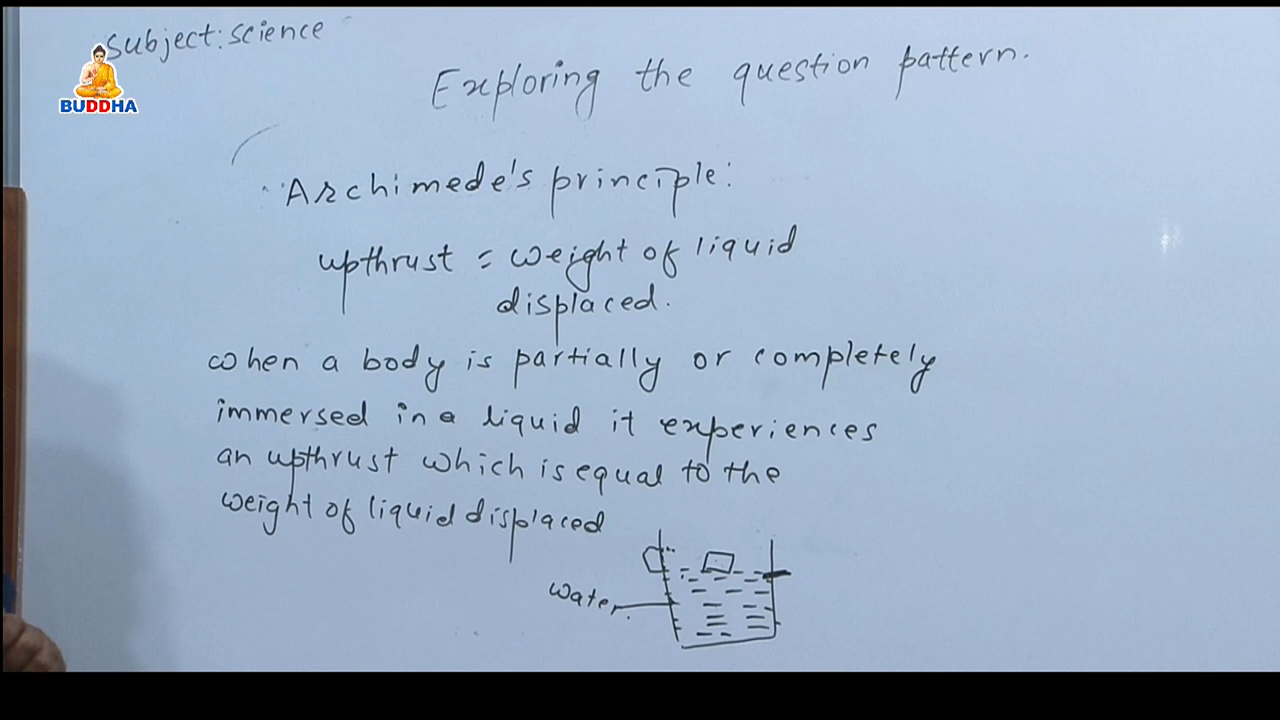 Subject: science
BUDDHA
Exploring the question pattern.
Archimede's principle:
upthrust = weight of liquid
displaced.
when a body is partially or completely
immersed in a liquid it experiences
an upthrust which is equal to the
weight of liquid displaced
water